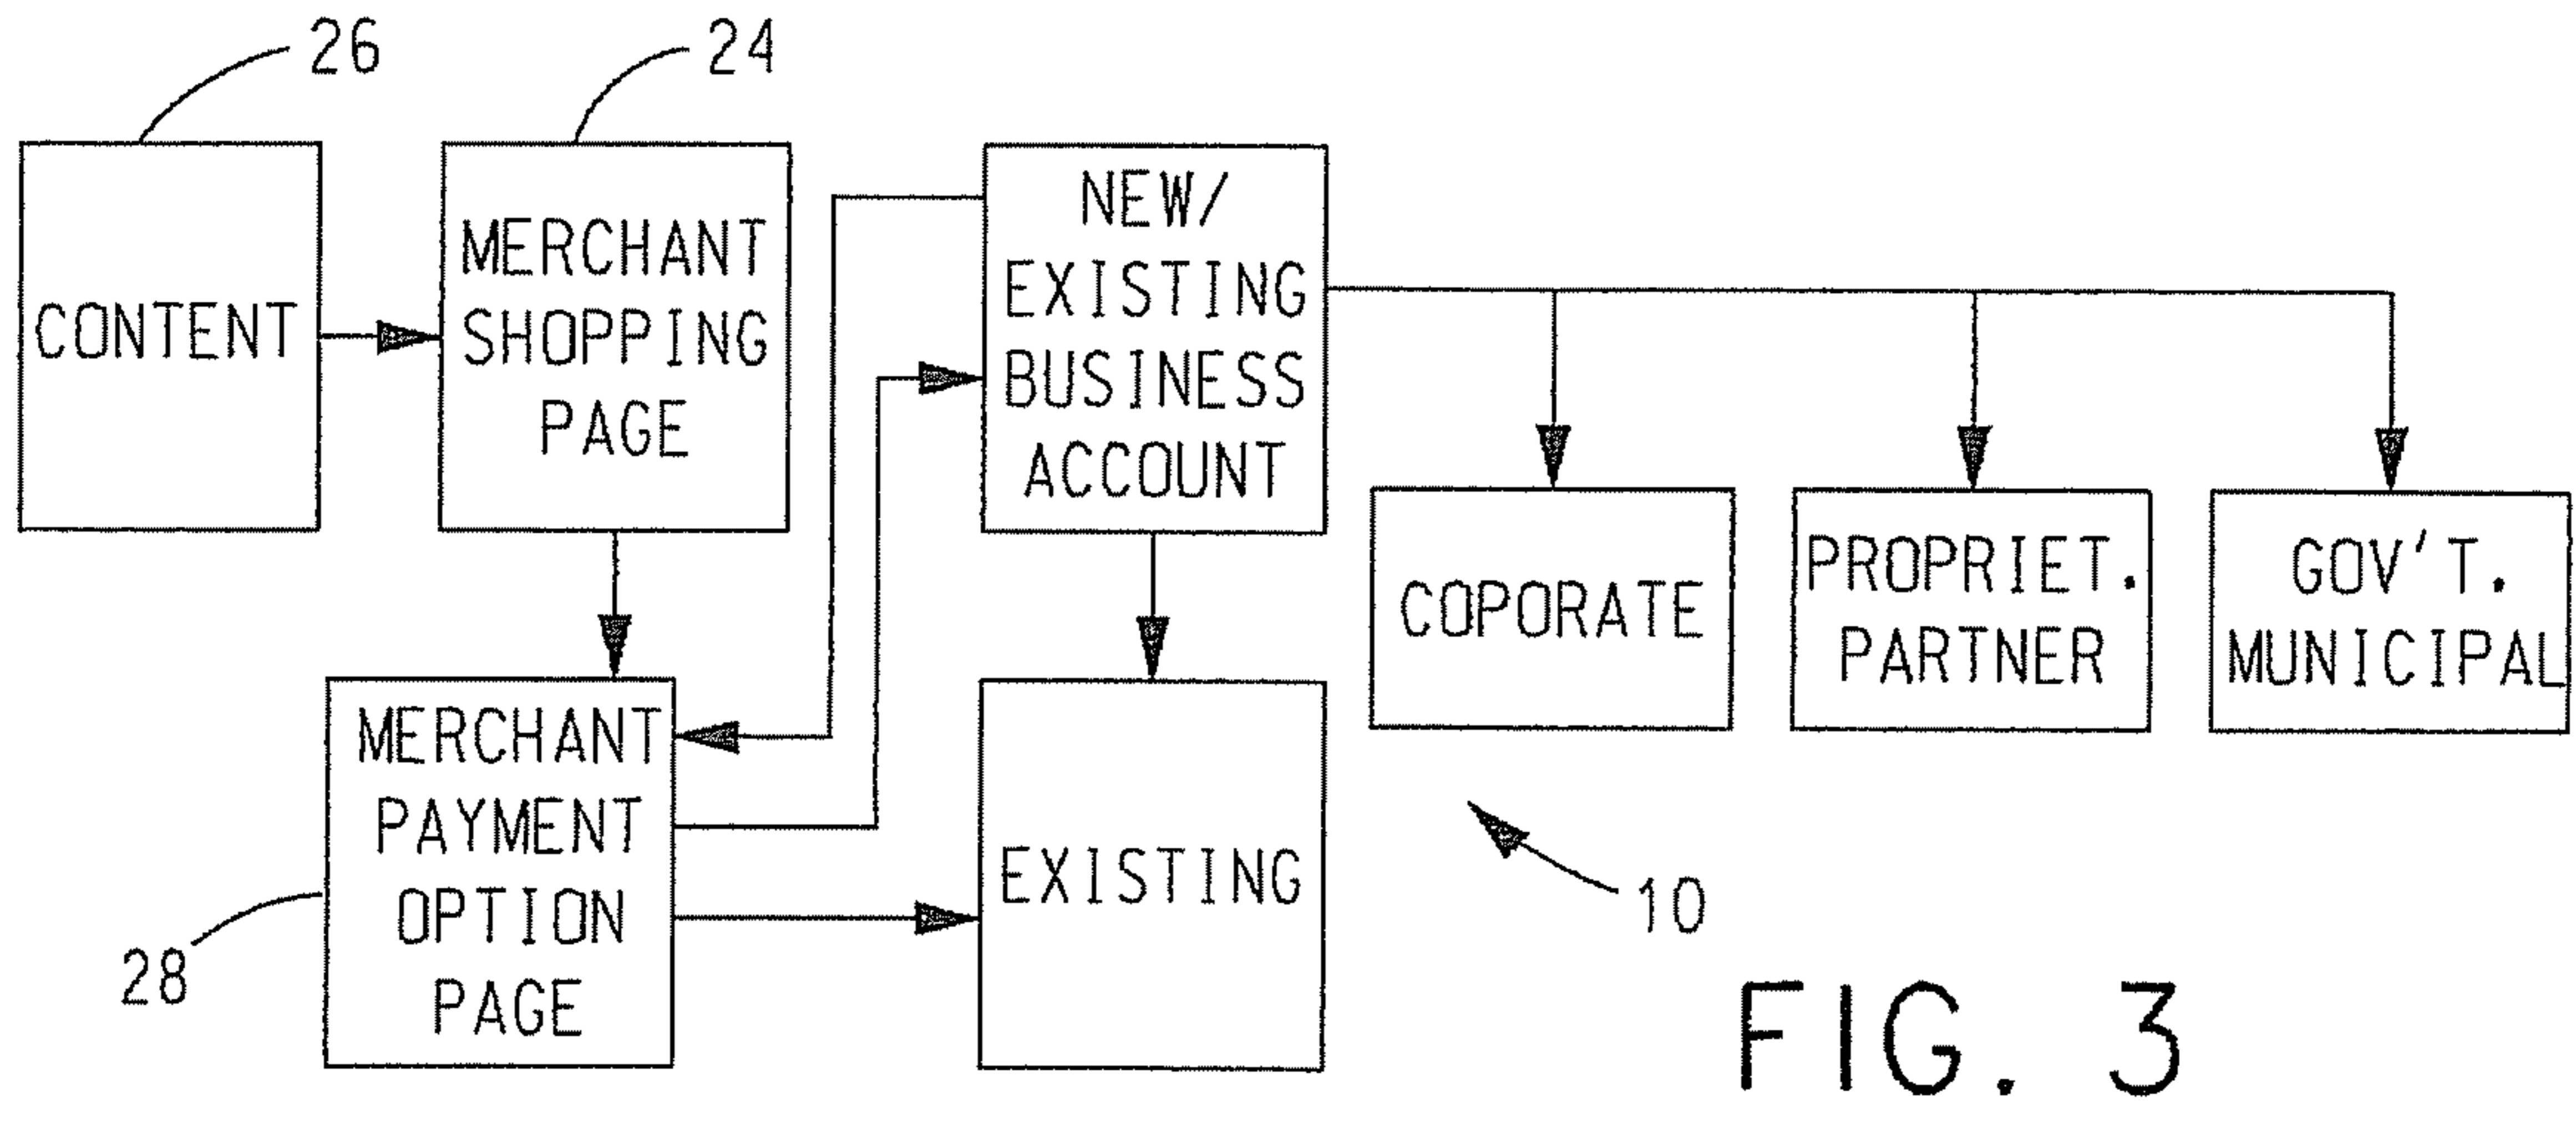 26
24
CONTENT
MERCHANT
SHOPPING
PAGE
NEW/
EXISTING
BUSINESS
ACCOUNT
COPORATE
PROPRIET.
PARTNER
GOV'T.
MUNICIPAL
MERCHANT
PAYMENT
OPTION
PAGE
EXISTING
28
10
FIG. 3